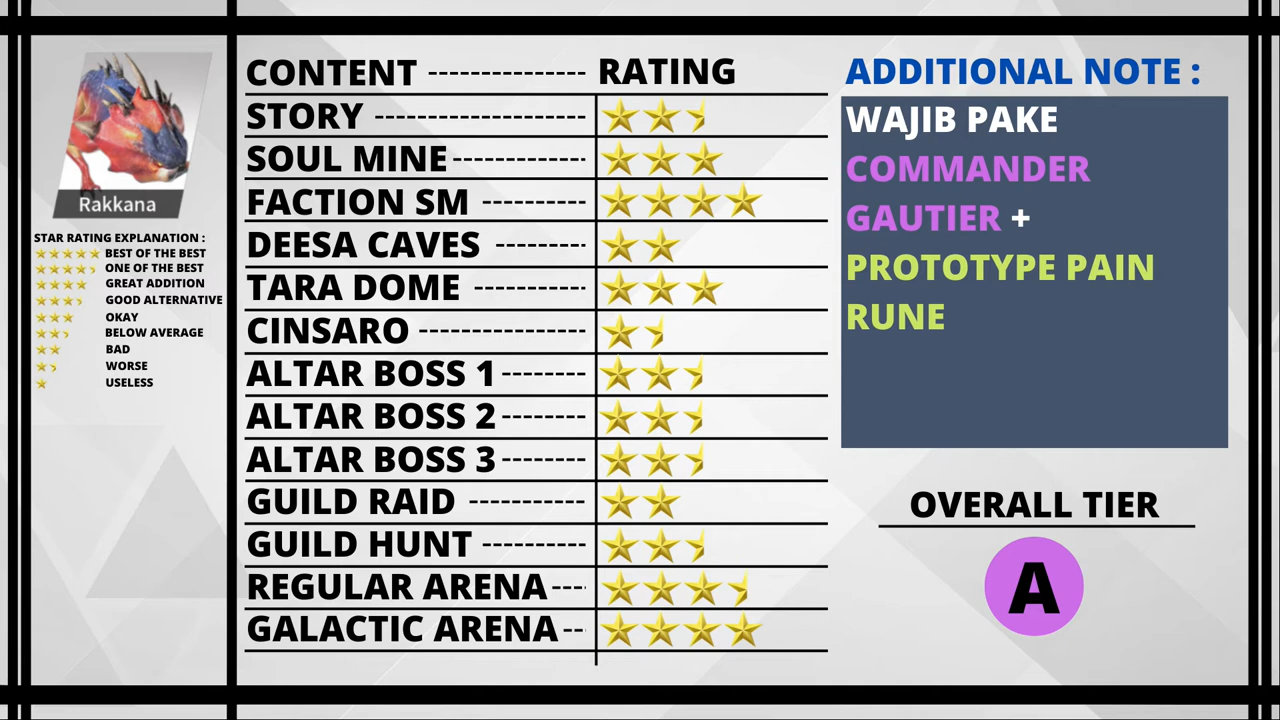 Rakkana
STAR RATING EXPLANATION :
BEST OF THE BEST
ONE OF THE BEST
GREAT ADDITION
GOOD ALTERNATIVE
OKAY
BELOW AVERAGE
BAD
WORSE
USELESS
CONTENT --------------- RATING
STORY --------------------
SOUL MINE-------------
FACTION SM ----------
DEESA CAVES ---------
TARA DOME -----------
CINSARO ----------------
ALTAR BOSS 1--------
ALTAR BOSS 2--------
ALTAR BOSS 3--------
GUILD RAID -----------
GUILD HUNT ----------
REGULAR ARENA----
GALACTIC ARENA--
ADDITIONAL NOTE :
WAJIB PAKE
COMMANDER
GAUTIER +
PROTOTYPE PAIN
RUNE
OVERALL TIER
A